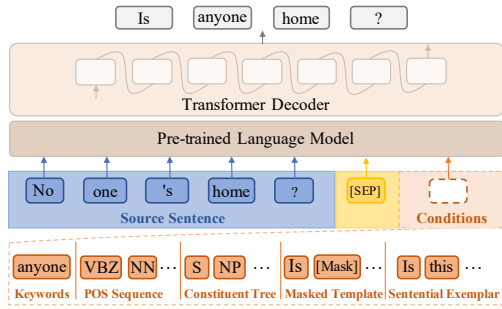 Is anyone home ?
Transformer Decoder
Pre-trained Language Model
No one 's home ? [SEP]
Source Sentence Conditions
anyone VBZ NN ... S NP ... Is [Mask] ... Is this ...
Keywords POS Sequence Constituent Tree Masked Template Sentential Exemplar